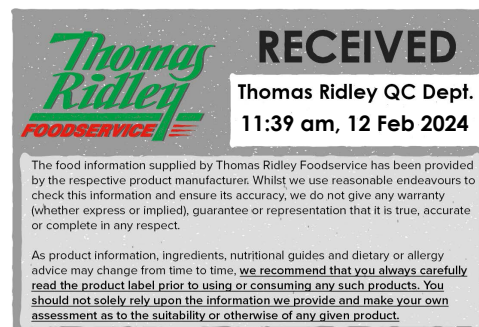 Thomas
Ridley
FOODSERVICE
RECEIVED
Thomas Ridley QC Dept.
11:39 am, 12 Feb 2024
The food information supplied by Thomas Ridley Foodservice has been provided
by the respective product manufacturer. Whilst we use reasonable endeavours to
check this information and ensure its accuracy, we do not give any warranty
(whether express or implied), guarantee or representation that it is true, accurate
or complete in any respect.
As product information, ingredients, nutritional guides and dietary or allergy
advice may change from time to time, we recommend that you always carefully
read the product label prior to using or consuming any such products. You
should not solely rely upon the information we provide and make your own
assessment as to the suitability or otherwise of any given product.